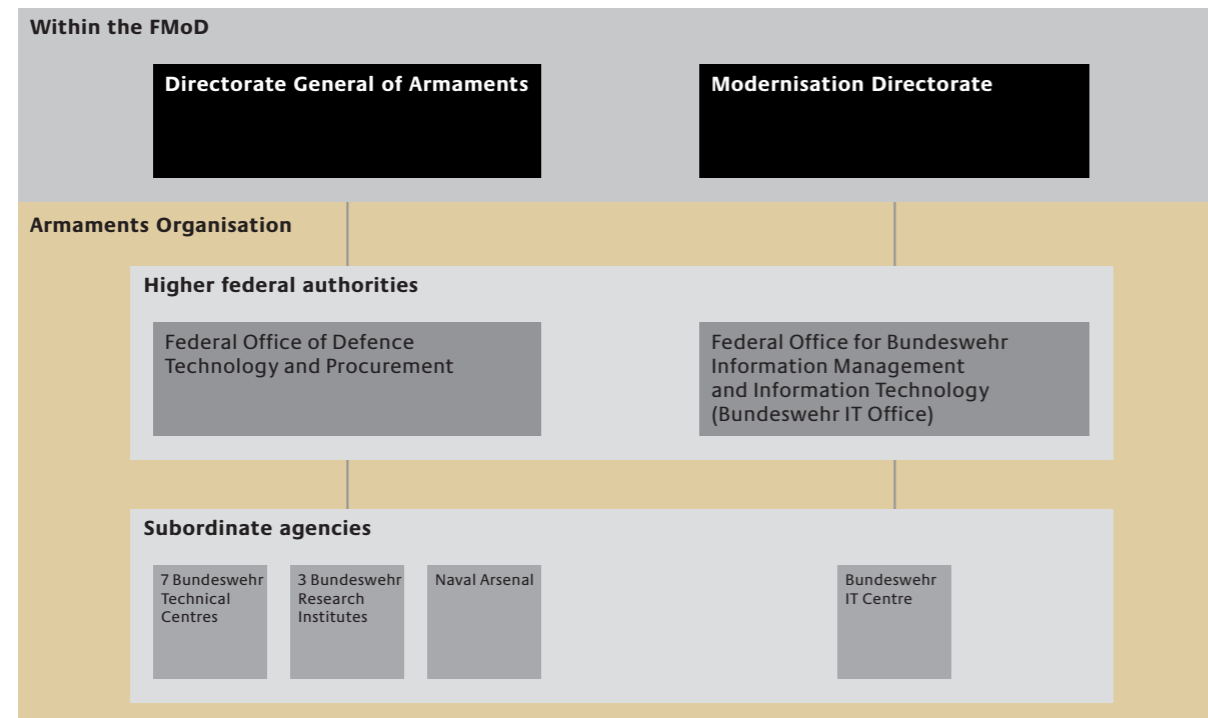 Within the FMoD
Directorate General of Armaments
Modernisation Directorate
Armaments Organisation
Higher federal authorities
Federal Office of Defence
Technology and Procurement
Federal Office for Bundeswehr
Information Management
and Information Technology
(Bundeswehr IT Office)
Subordinate agencies
7 Bundeswehr
Technical
Centres
3 Bundeswehr
Research
Institutes
Naval Arsenal
Bundeswehr
IT Centre